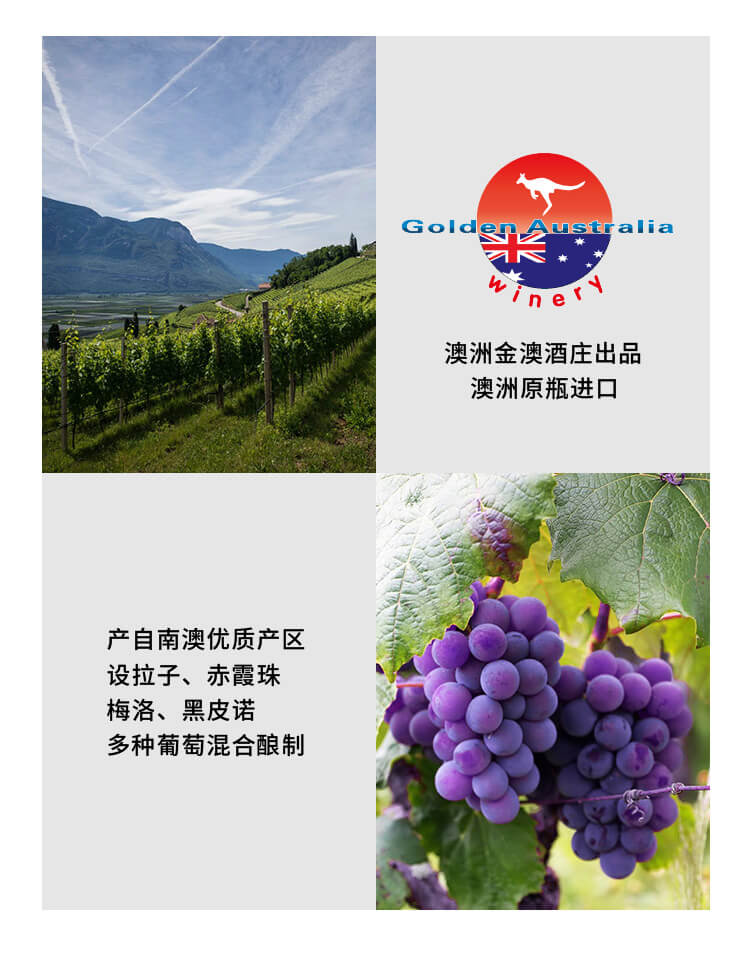 Golden Australia
winery
澳洲金澳酒庄出品
澳洲原瓶进口
产自南澳优质产区
设拉子、赤霞珠
梅洛、黑皮诺
多种葡萄混合酿制